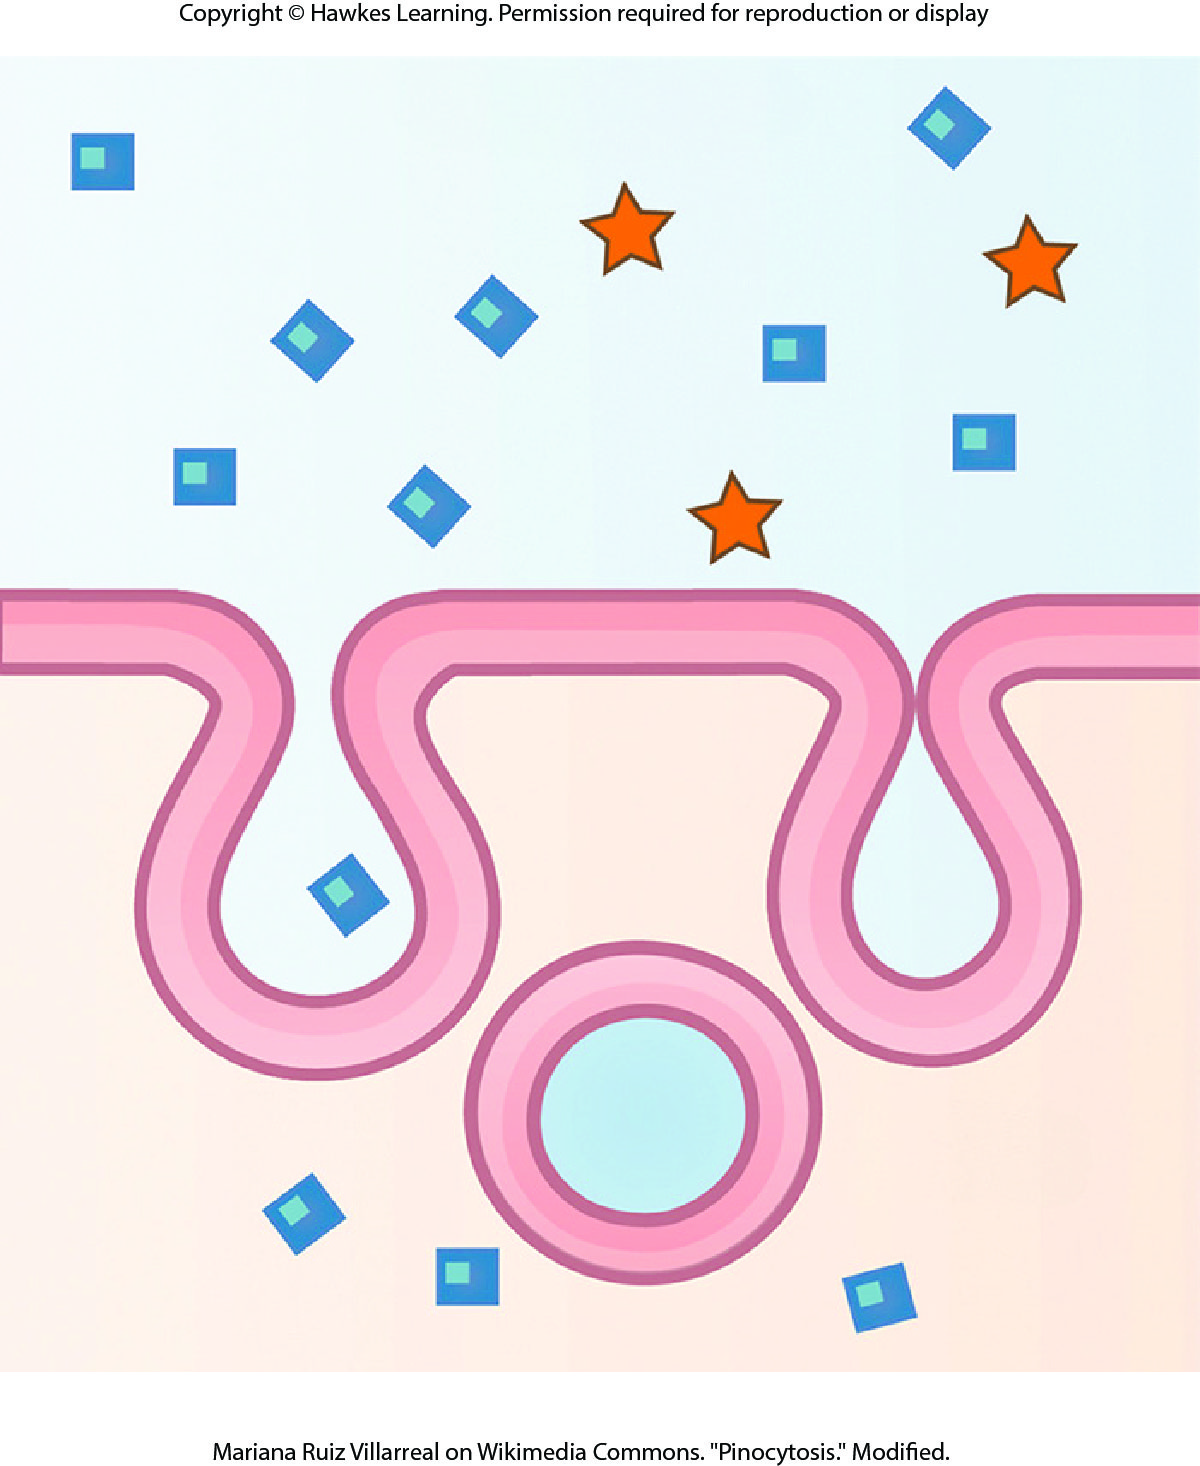 Copyright © Hawkes Learning. Permission required for reproduction or display
Mariana Ruiz Villarreal on Wikimedia Commons. "Pinocytosis." Modified.